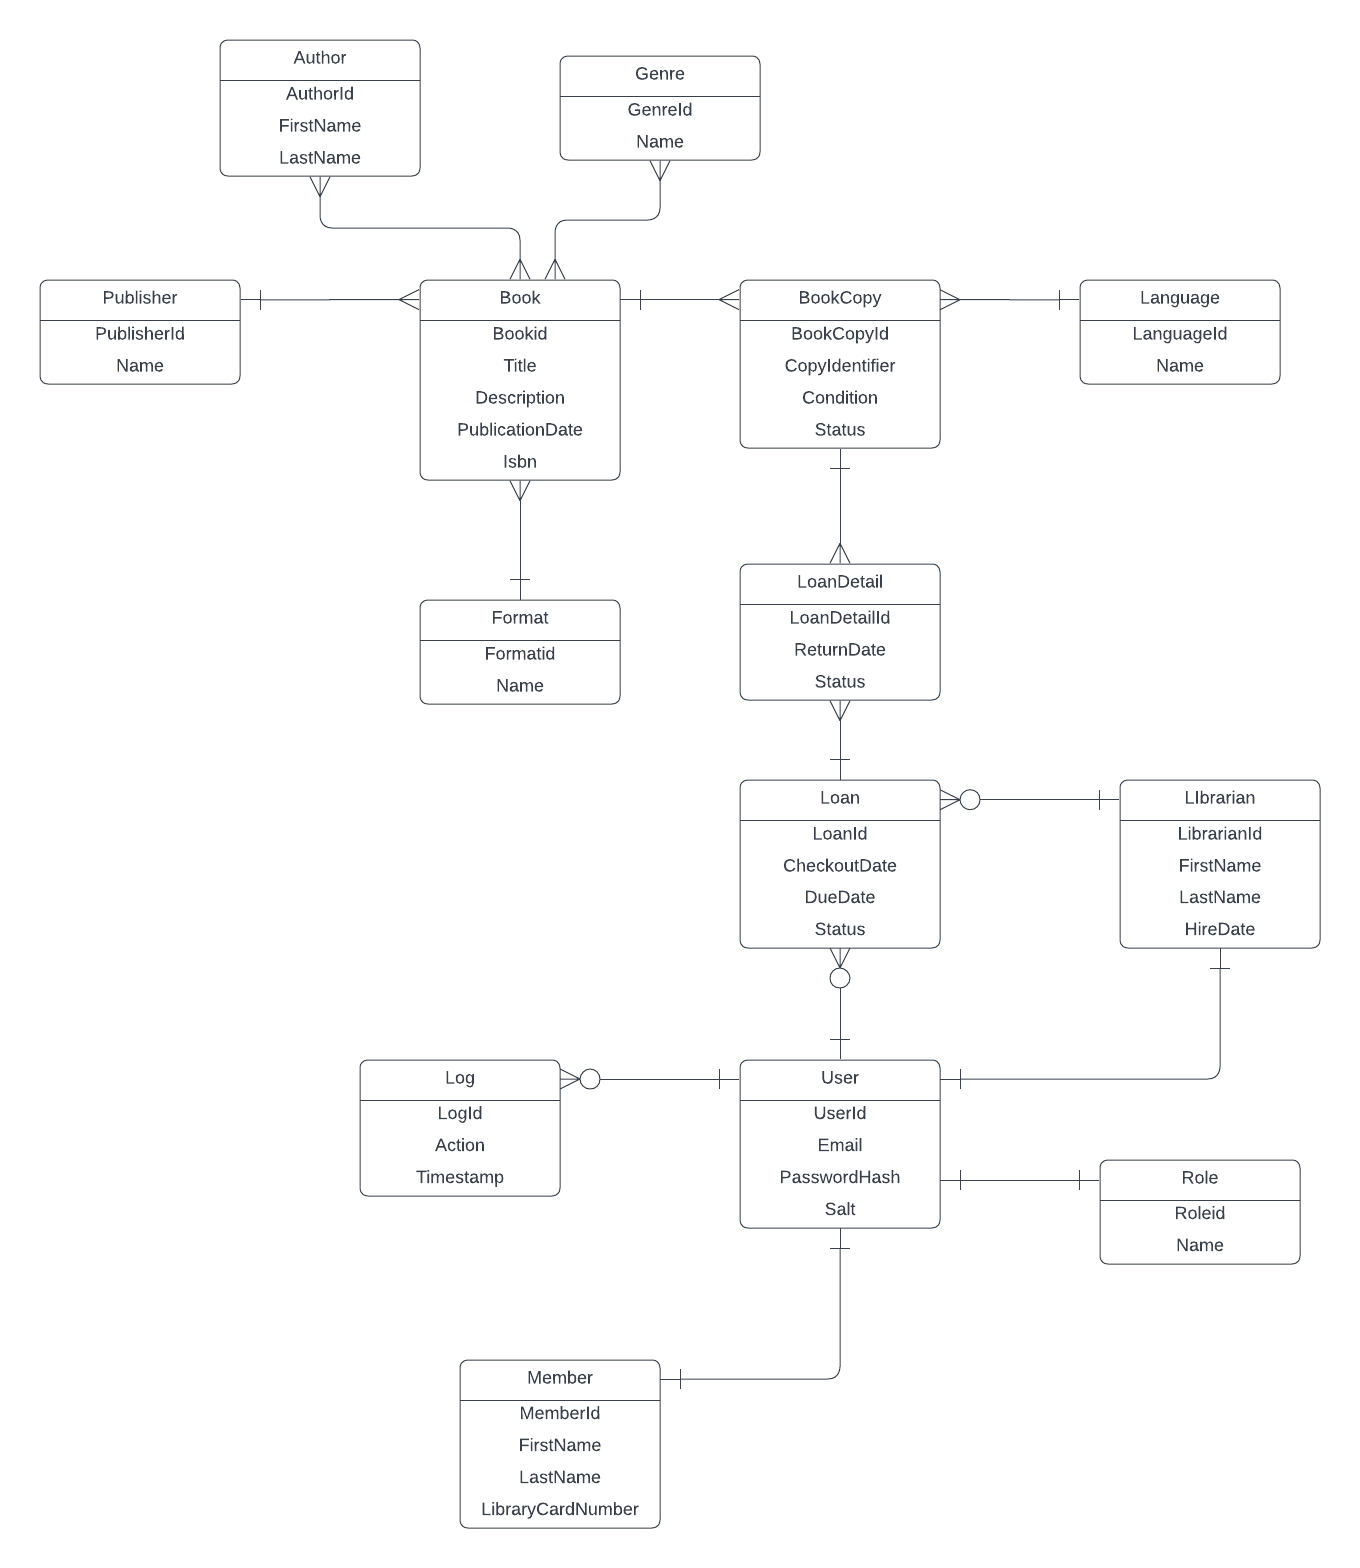 Author
AuthorId
FirstName
LastName
Genre
GenreId
Name
Publisher
PublisherId
Name
Book
Bookid
Title
Description
PublicationDate
Isbn
BookCopy
BookCopyId
CopyIdentifier
Condition
Status
Language
LanguageId
Name
Format
Formatid
Name
LoanDetail
LoanDetailId
ReturnDate
Status
Loan
LoanId
CheckoutDate
DueDate
Status
LIbrarian
LibrarianId
FirstName
LastName
HireDate
Log
LogId
Action
Timestamp
User
UserId
Email
PasswordHash
Salt
Role
Roleid
Name
Member
MemberId
FirstName
LastName
LibraryCardNumber